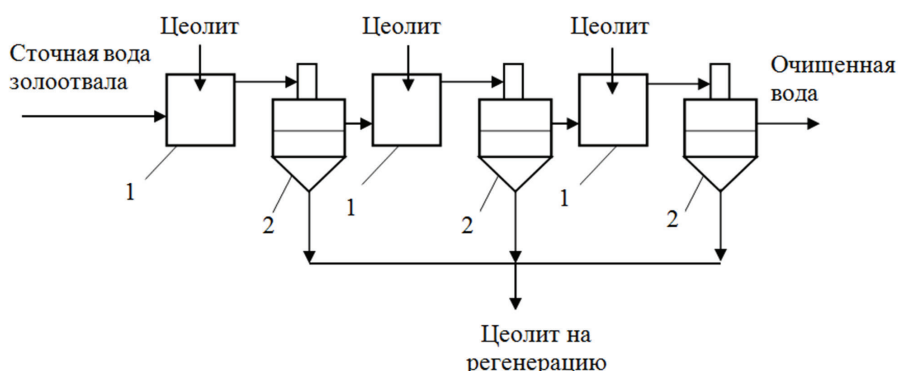 Цеолит
Цеолит
Цеолит
Сточная вода
золоотвала
Очищенная
вода
1
2
1
2
1
2
Цеолит на
регенерацию